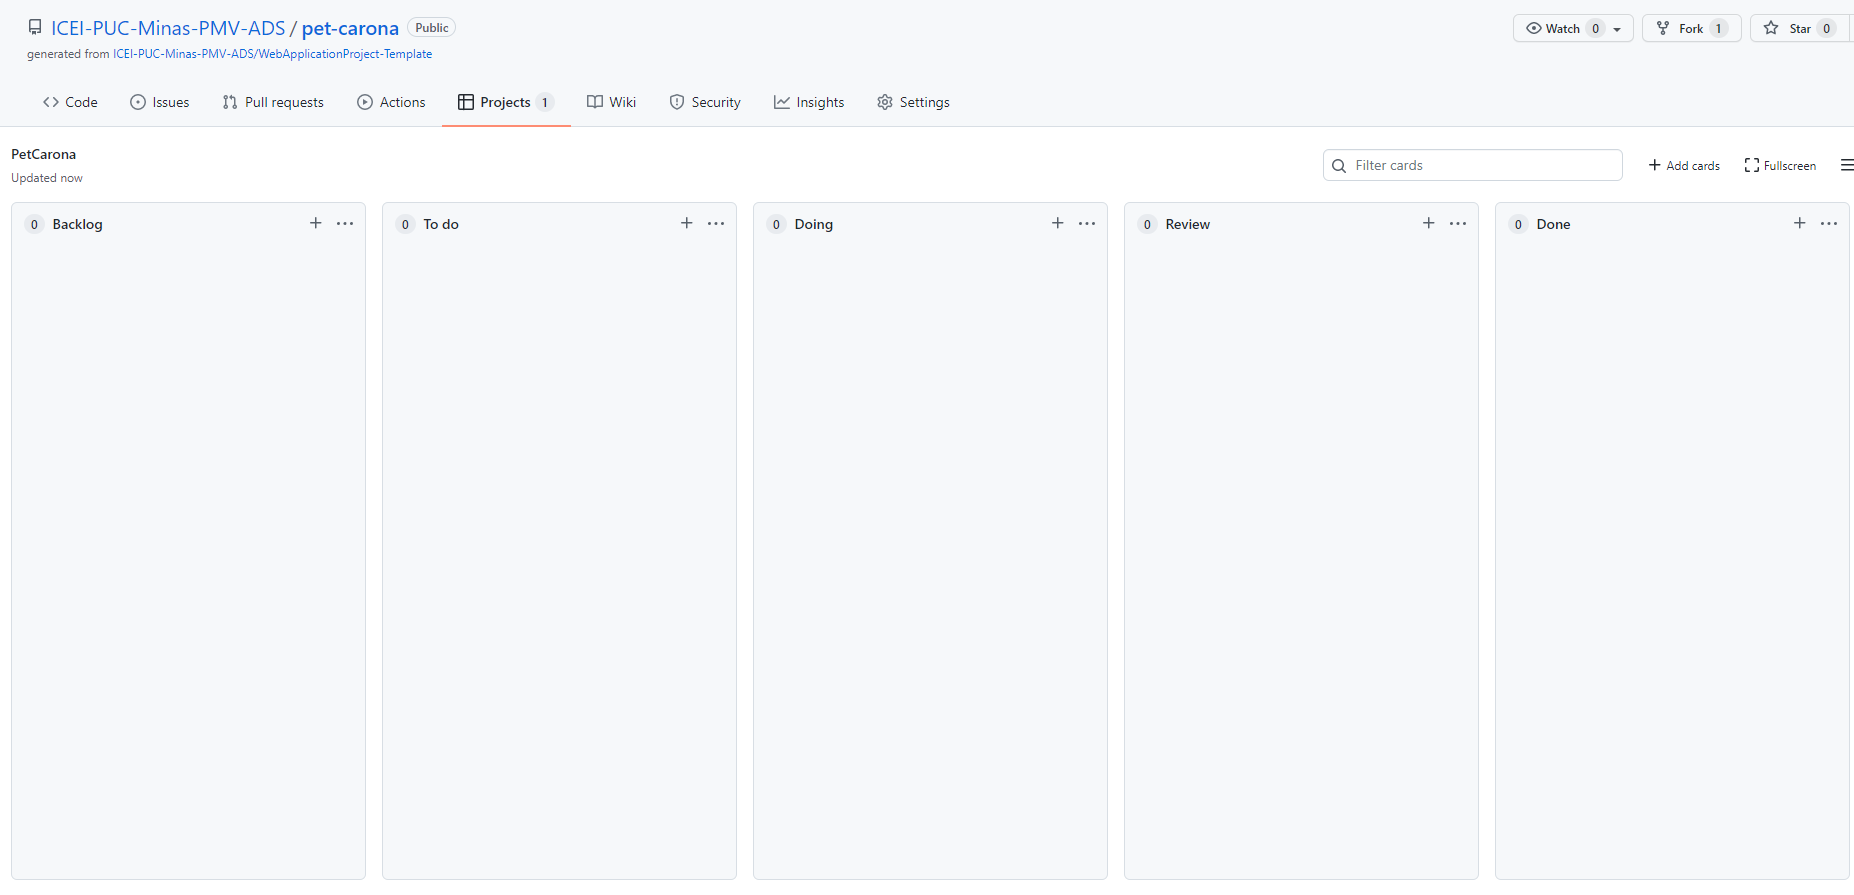 ICEI-PUC-Minas-PMV-ADS / pet-carona Public
Watch 0 Fork 1 Star 0
generated from ICEI-PUC-Minas-PMV-ADS/WebApplicationProject-Template
Code Issues Pull requests Actions Projects 1 Wiki Security Insights Settings
PetCarona
Updated now
Filter cards
Add cards Fullscreen
0 Backlog
0 To do
0 Doing
0 Review
0 Done